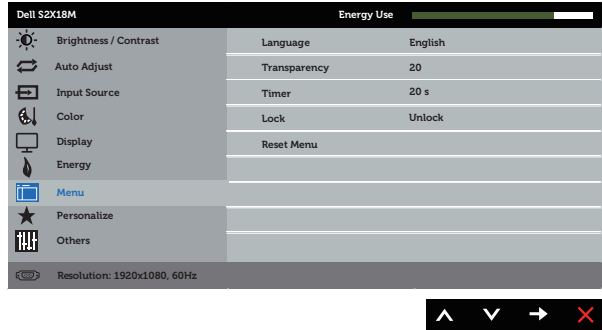 Dell S2X18M Energy Use
Brightness / Contrast
Auto Adjust
Input Source
Color
Display
Energy
Menu
Personalize
Others
Language English
Transparency 20
Timer 20 s
Lock Unlock
Reset Menu
Resolution: 1920x1080, 60Hz